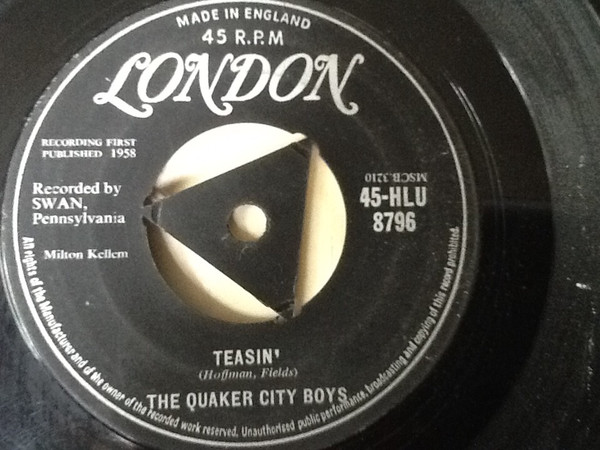 MADE IN ENGLAND
45 R.P.M
LONDON
RECORDING FIRST
PUBLISHED 1958
Recorded by
SWAN,
Pennsylvania
Milton Kellem
MSCB.3210
45-HLU
8796
TEASIN'
(Hoffman, Fields)
THE QUAKER CITY BOYS
All rights of the Manufacturer and of the owner of the recorded work reserved. Unauthorised public performance, broadcasting and copying of this record prohibited.